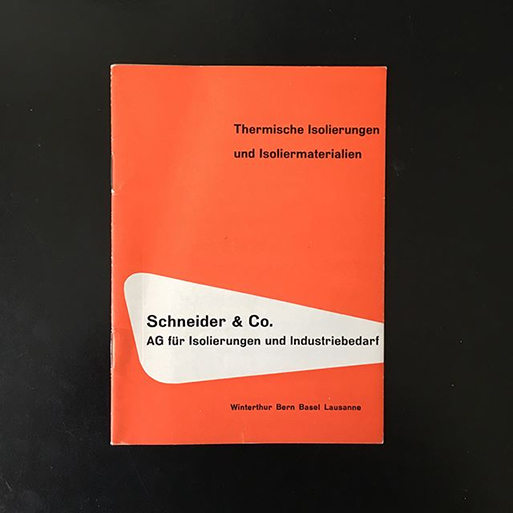 Thermische Isolierungen
und Isoliermaterialien
Schneider & Co.
AG für Isolierungen und Industriebedarf
Winterthur Bern Basel Lausanne